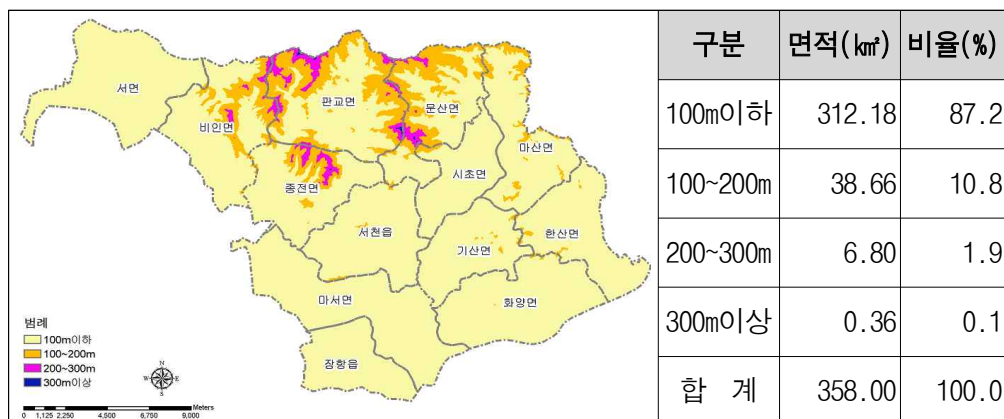 서면
비인면
판교면
문산면
마산면
종천면
시초면
서천읍
기산면
한산면
마서면
화양면
장항읍
범례
100m이하
100~200m
200~300m
300m이상
N
W E
S
Meters
0 1,125 2,250 4,500 6,750 9,000
구분 면적(㎢) 비율(%)
100m이하 312.18 87.2
100~200m 38.66 10.8
200~300m 6.80 1.9
300m이상 0.36 0.1
합 계 358.00 100.0